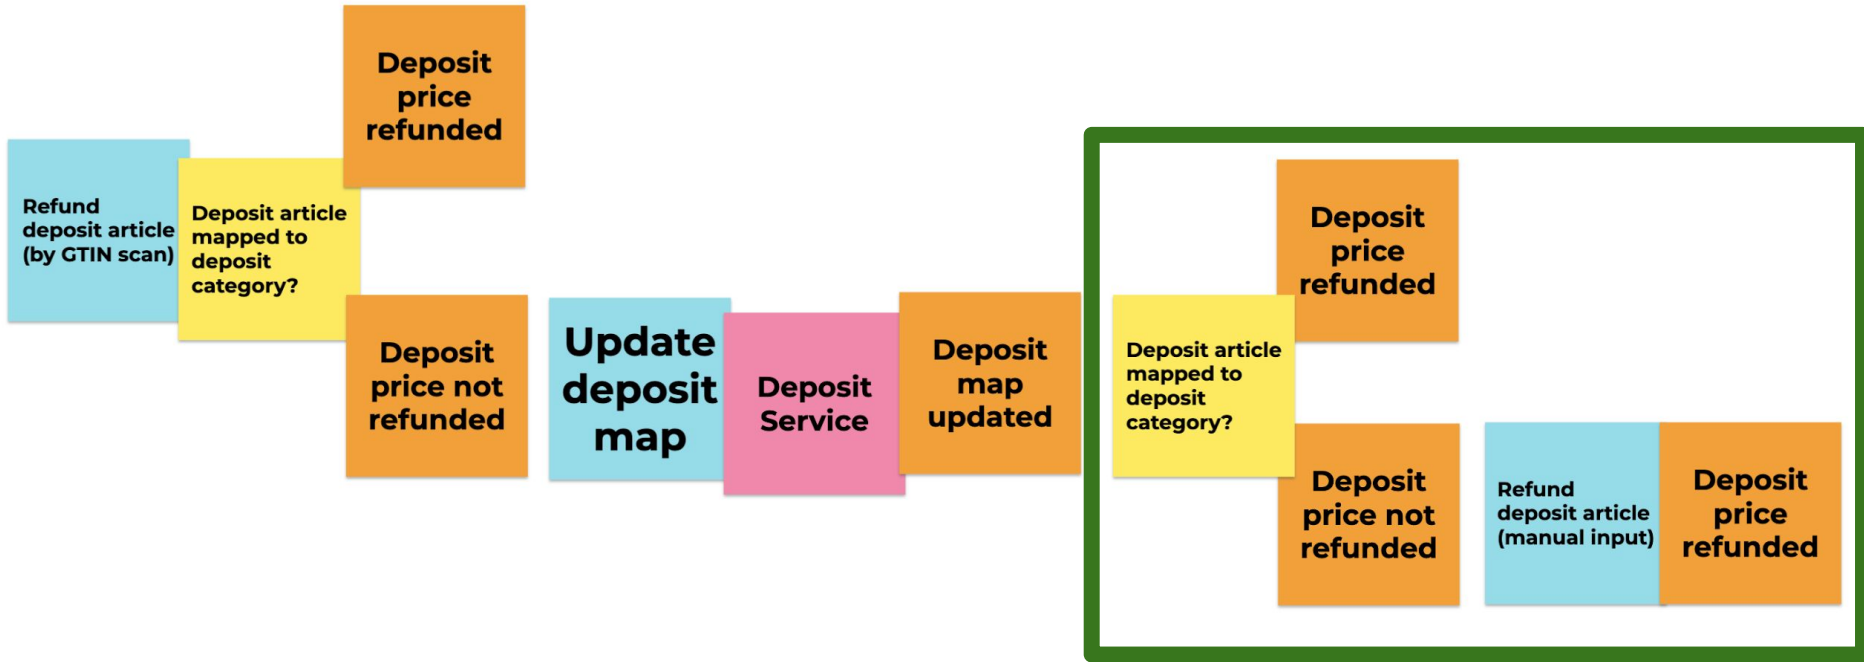 Deposit
price
refunded
Refund
deposit article
(by GTIN scan)
Deposit article
mapped to
deposit
category?
Deposit
price not
refunded
Update
deposit
map
Deposit
Service
Deposit
map
updated
Deposit
price
refunded
Deposit article
mapped to
deposit
category?
Deposit
price not
refunded
Refund
deposit article
(manual input)
Deposit
price
refunded